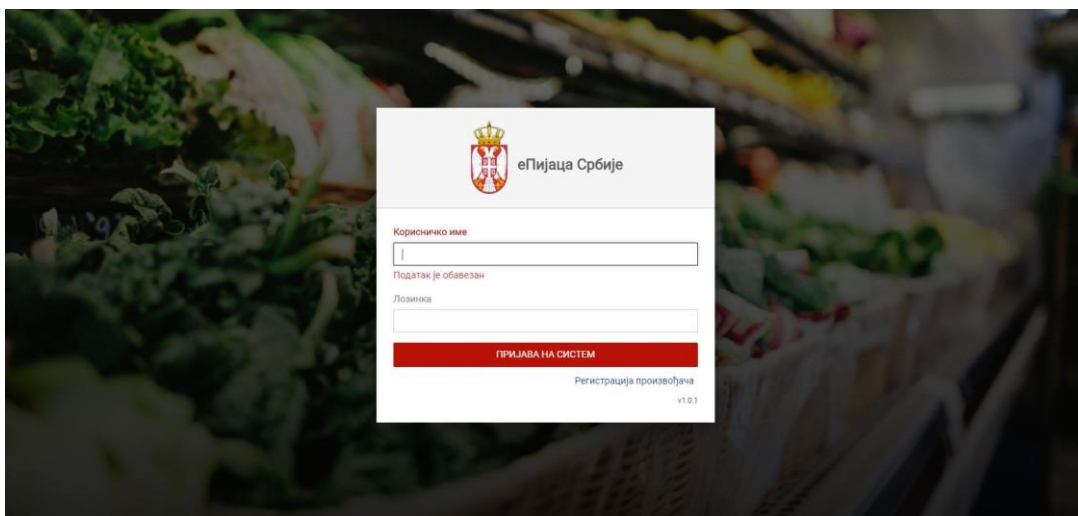 еПијаца Србије
Корисничко име
Податак је обавезан
Лозинка
ПРИЈАВА НА СИСТЕМ
Регистрација произвођача
v1.0.1